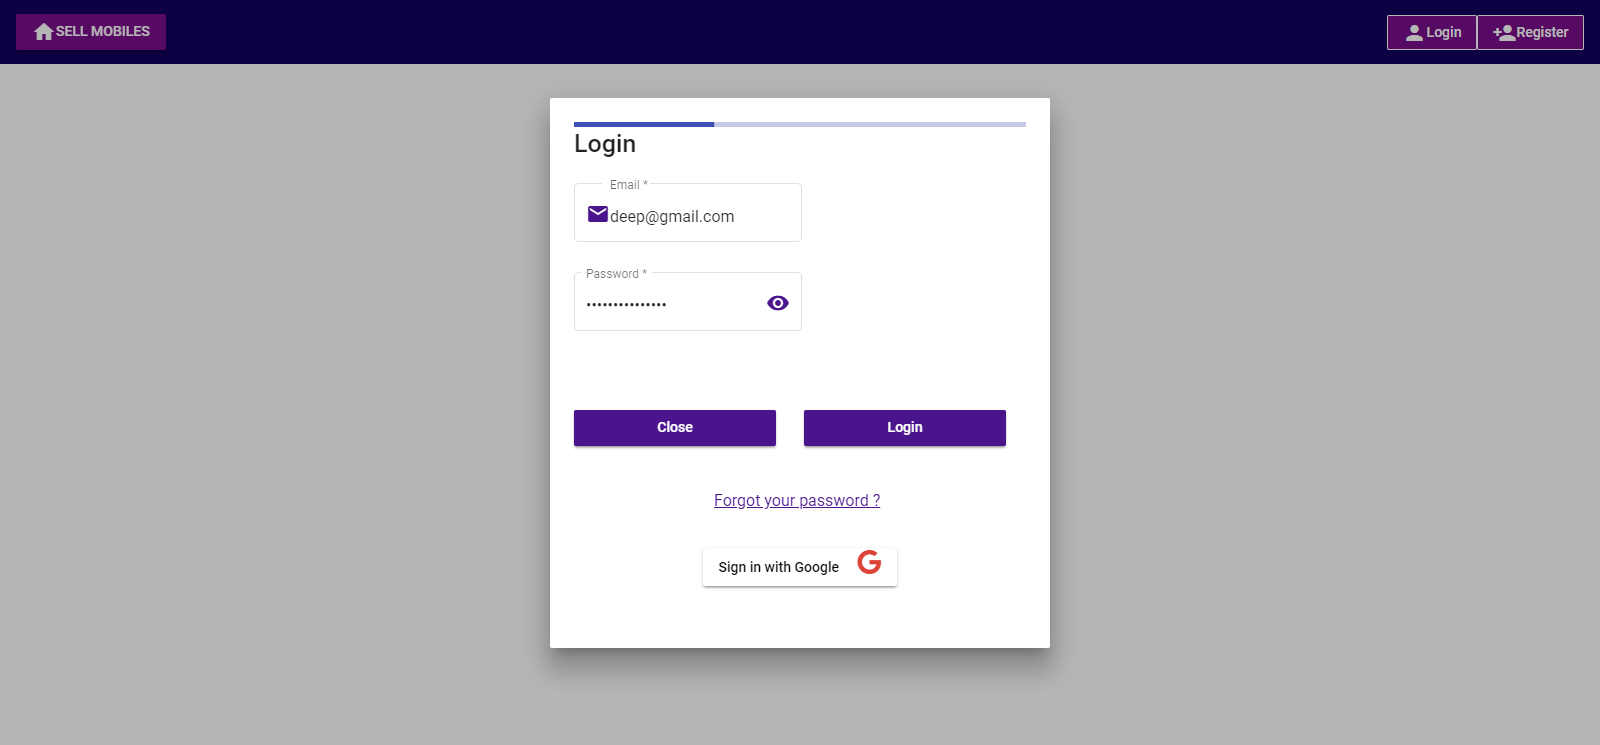 SELL MOBILES
Login
Register
Login
Email *
deep@gmail.com
Password *
•••••••••••••••
Close
Login
Forgot your password ?
Sign in with Google